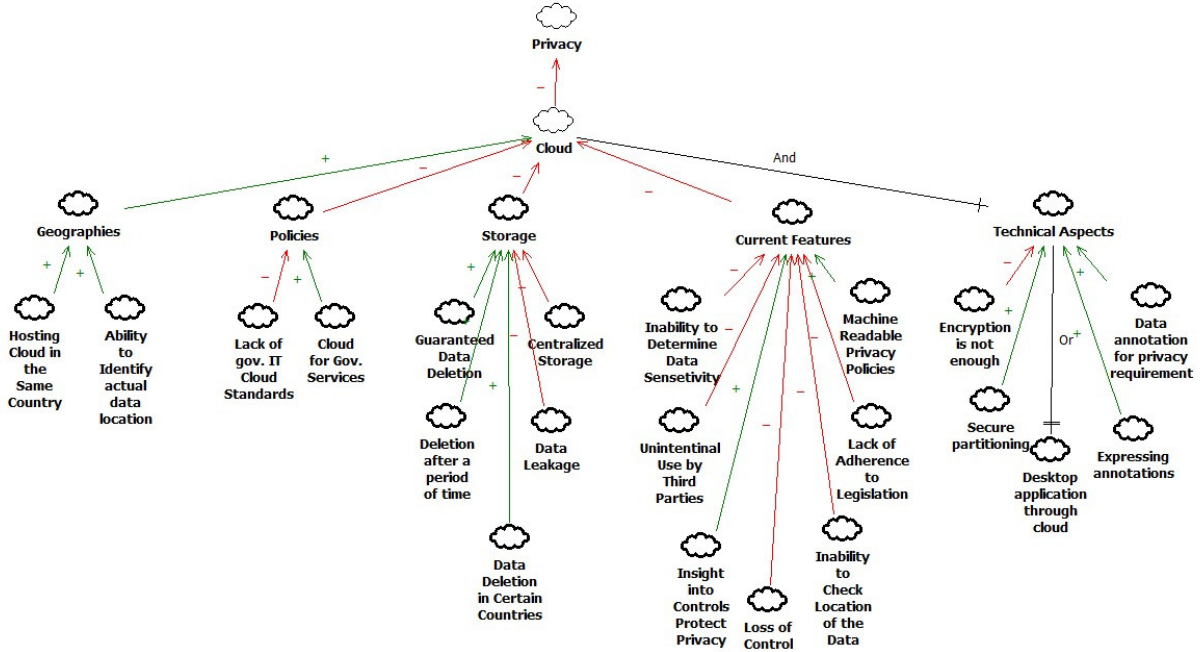 Privacy
−
Cloud
+
−
−
−
And
Geographies
Policies
Storage
Current Features
Technical Aspects
+
+
−
+
+
−
−
+
−
+
Hosting
Cloud in
the
Same
Country
Ability
to
Identify
actual
data
location
Lack of
gov. IT
Cloud
Standards
Cloud
for Gov.
Services
Guaranteed
Data
Deletion
Centralized
Storage
Inability to
Determine
Data
Sensetivity
Machine
Readable
Privacy
Policies
Encryption
is not
enough
Data
annotation
for privacy
requirement
+
−
−
−
+
Or
+
Deletion
after a
period
of time
+
Data
Leakage
Unintentinal
Use by
Third
Parties
+
−
−
Lack of
Adherence
to
Legislation
Secure
partitioning
Desktop
application
through
cloud
Expressing
annotations
Data
Deletion
in Certain
Countries
Insight
into
Controls
Protect
Privacy
Loss of
Control
Inability
to
Check
Location
of the
Data